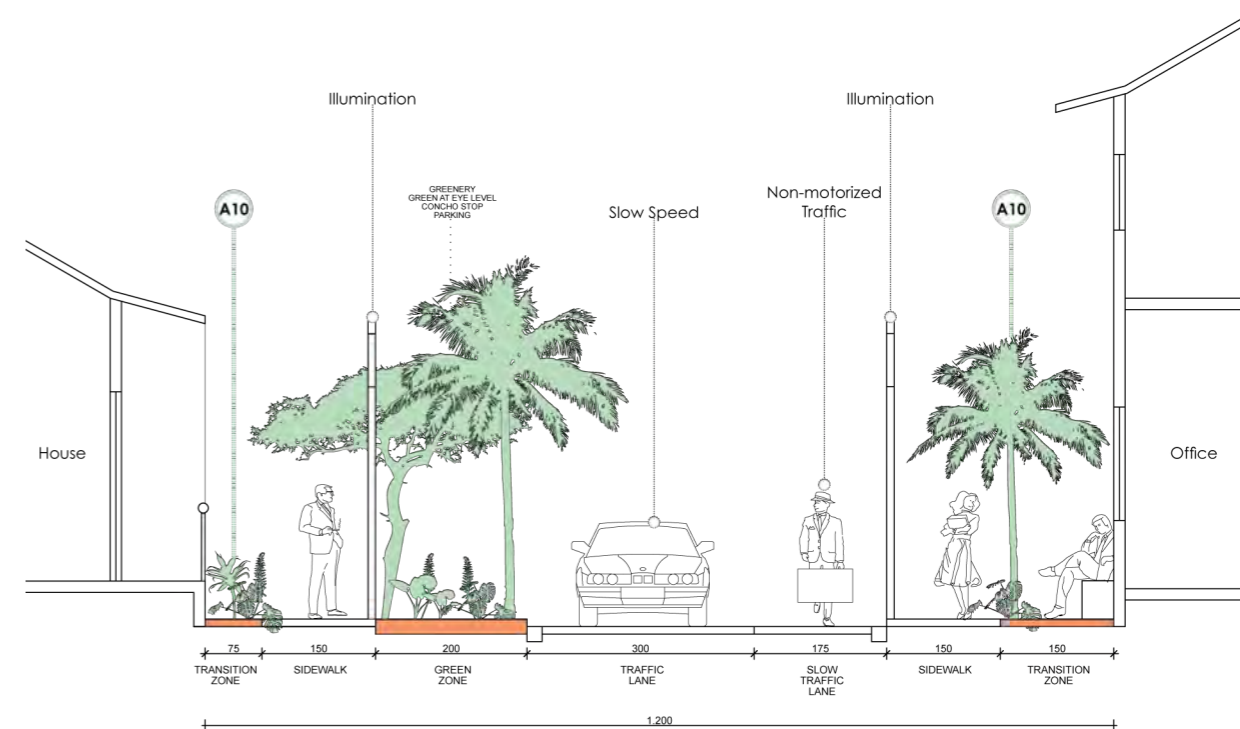 Illumination
Illumination
GREENERY
GREEN AT EYE LEVEL
CONCHO STOP
PARKING
Non-motorized
Traffic
A10
Slow Speed
A10
House
Office
75
150
200
300
175
150
150
TRANSITION
ZONE
SIDEWALK
GREEN
ZONE
TRAFFIC
LANE
SLOW
TRAFFIC
LANE
SIDEWALK
TRANSITION
ZONE
1.200